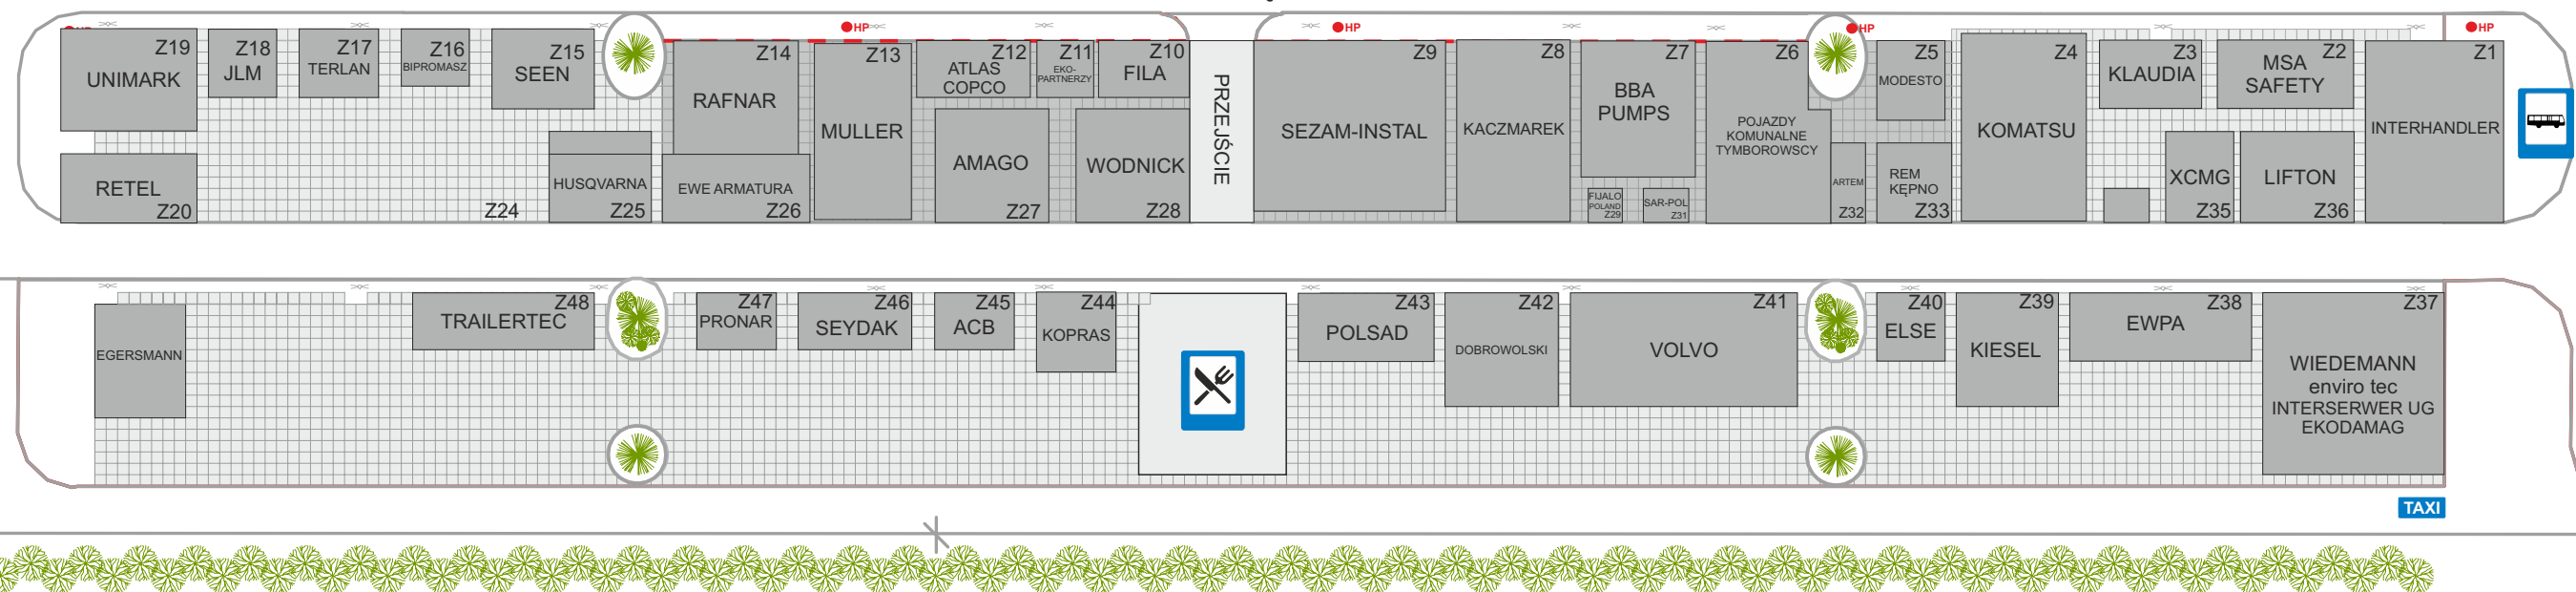 HP
HP
HP
HP
Z19
UNIMARK
Z18
JLM
Z17
TERLAN
Z16
BIPROMASZ
Z15
SEEN
Z14
RAFNAR
Z13
MULLER
Z12
ATLAS
COPCO
Z11
EKO-
PARTNERZY
Z10
FILA
PRZEJŚCIE
Z9
SEZAM-INSTAL
Z8
KACZMAREK
Z7
BBA
PUMPS
Z6
POJAZDY
KOMUNALNE
TYMBOROWSCY
Z5
MODESTO
Z4
KOMATSU
Z3
KLAUDIA
Z2
MSA
SAFETY
Z1
INTERHANDLER
RETEL
Z20
Z24
HUSQVARNA
Z25
EWE ARMATURA
Z26
AMAGO
Z27
WODNICK
Z28
FIJALO
POLAND
Z29
SAR-POL
Z31
ARTEM
Z32
REM
KĘPNO
Z33
XCMG
Z35
LIFTON
Z36
EGERSMANN
Z48
TRAILERTEC
Z47
PRONAR
Z46
SEYDAK
Z45
ACB
Z44
KOPRAS
Z43
POLSAD
Z42
DOBROWOLSKI
Z41
VOLVO
Z40
ELSE
Z39
KIESEL
Z38
EWPA
Z37
WIEDEMANN
enviro tec
INTERSERWER UG
EKODAMAG
TAXI